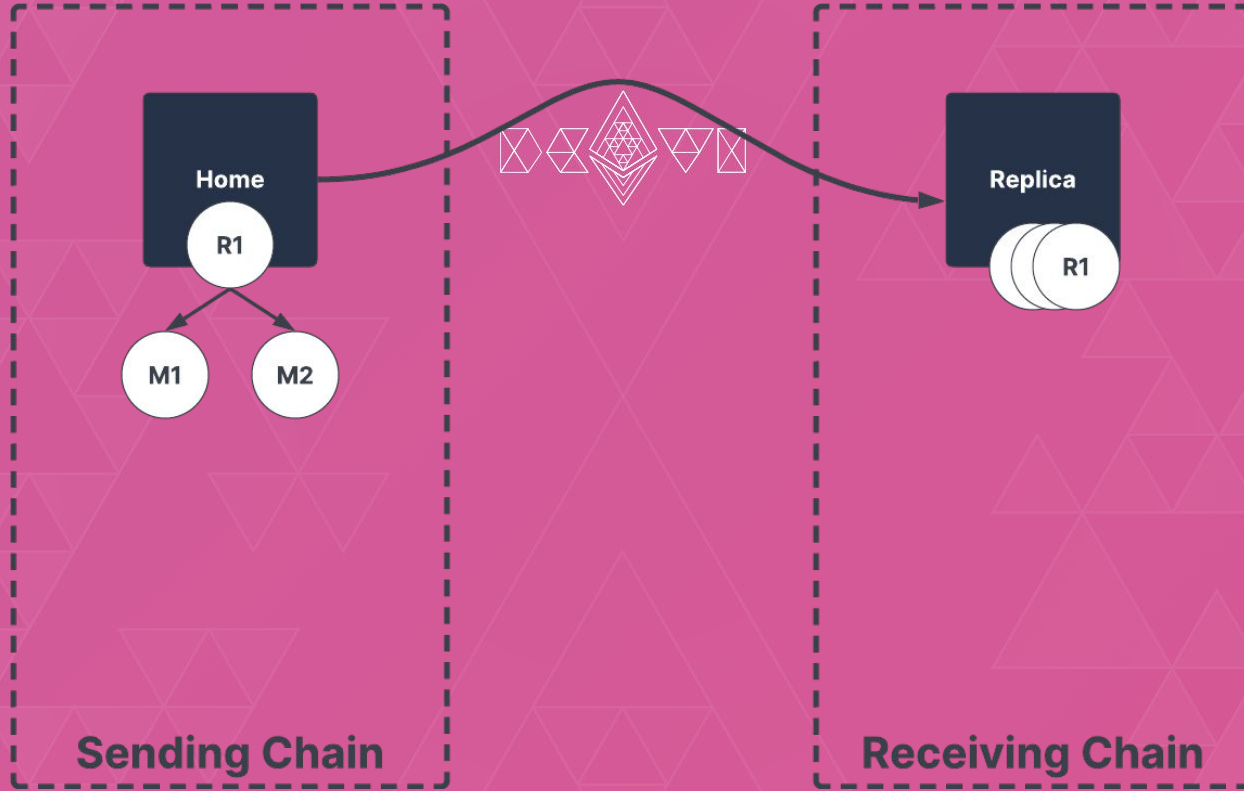 Home
Replica
R1
R1
M1
M2
Sending Chain
Receiving Chain